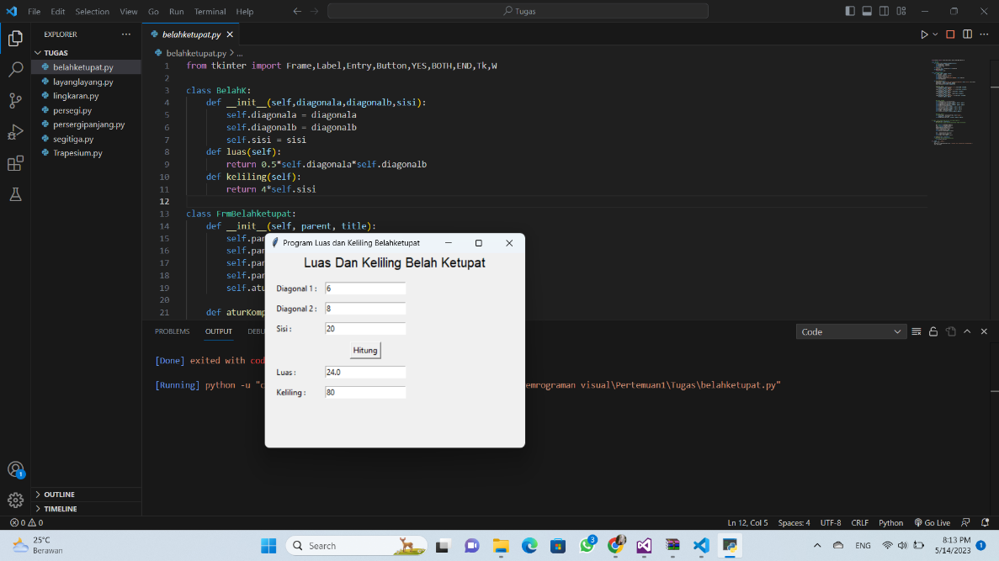 File Edit Selection View Go Run Terminal Help
Tugas
EXPLORER
TUGAS
belahketupat.py
layanglayang.py
lingkaran.py
persegi.py
persergipanjang.py
segitiga.py
Trapesium.py
OUTLINE
TIMELINE
belahketupat.py
belahketupat.py > ...
1 from tkinter import Frame,Label,Entry,Button,YES,BOTH,END,Tk,W
2
3 class BelahK:
4 def __init__(self,diagonala,diagonalb,sisi):
5 self.diagonala = diagonala
6 self.diagonalb = diagonalb
7 self.sisi = sisi
8 def luas(self):
9 return 0.5*self.diagonala*self.diagonalb
10 def keliling(self):
11 return 4*self.sisi
12
13 class FrmBelahketupat:
14 def __init__(self, parent, title):
15 self.par
16 self.par
17 self.par
18 self.par
19 self.atu
20
21 def aturKomp
Program Luas dan Keliling Belahketupat
Luas Dan Keliling Belah Ketupat
Diagonal 1 : 6
Diagonal 2 : 8
Sisi : 20
Hitung
Luas : 24.0
Keliling : 80
PROBLEMS OUTPUT DEBU
Code
[Done] exited with cod
[Running] python -u "c emrograman visual\Pertemuan1\Tugas\belahketupat.py"
1
0 0
Ln 12, Col 5 Spaces: 4 UTF-8 CRLF Python Go Live
25°C
Berawan
Search
3
ENG
8:13 PM
5/14/2023
1